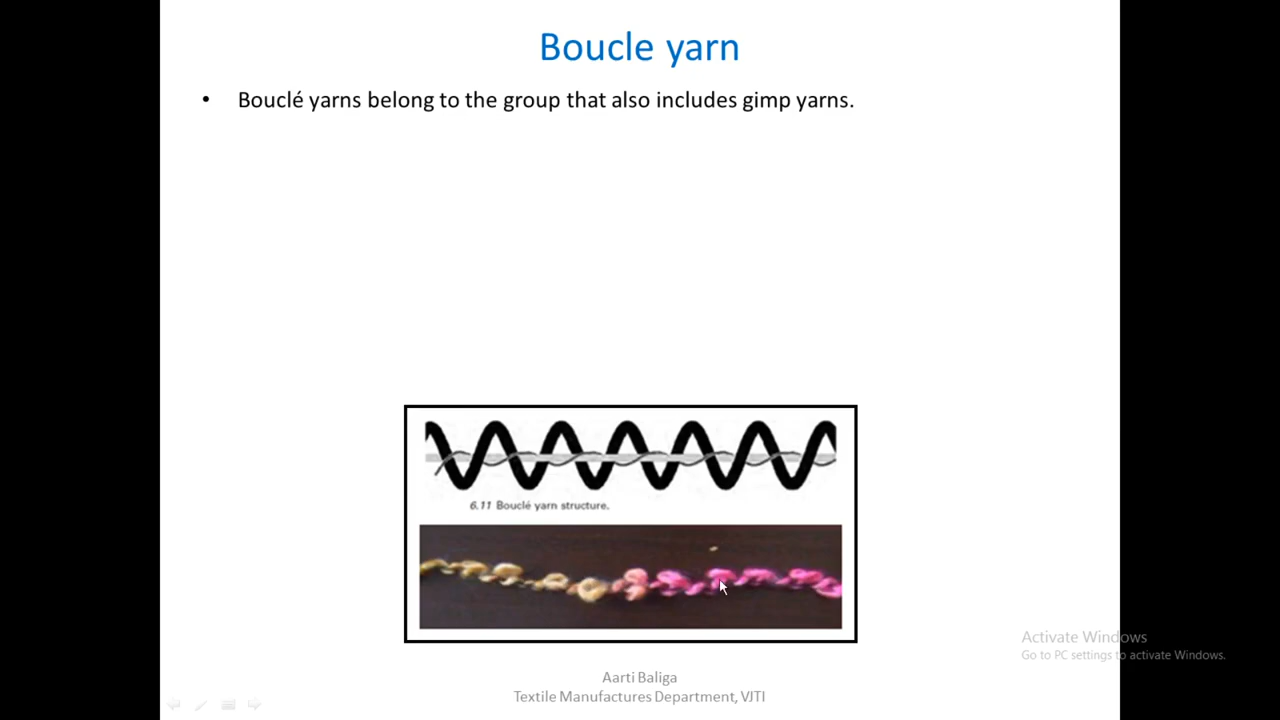 Boucle yarn
• Bouclé yarns belong to the group that also includes gimp yarns.
6.11 Bouclé yarn structure.
Activate Windows
Go to PC settings to activate Windows.
Aarti Baliga
Textile Manufactures Department, VJTI